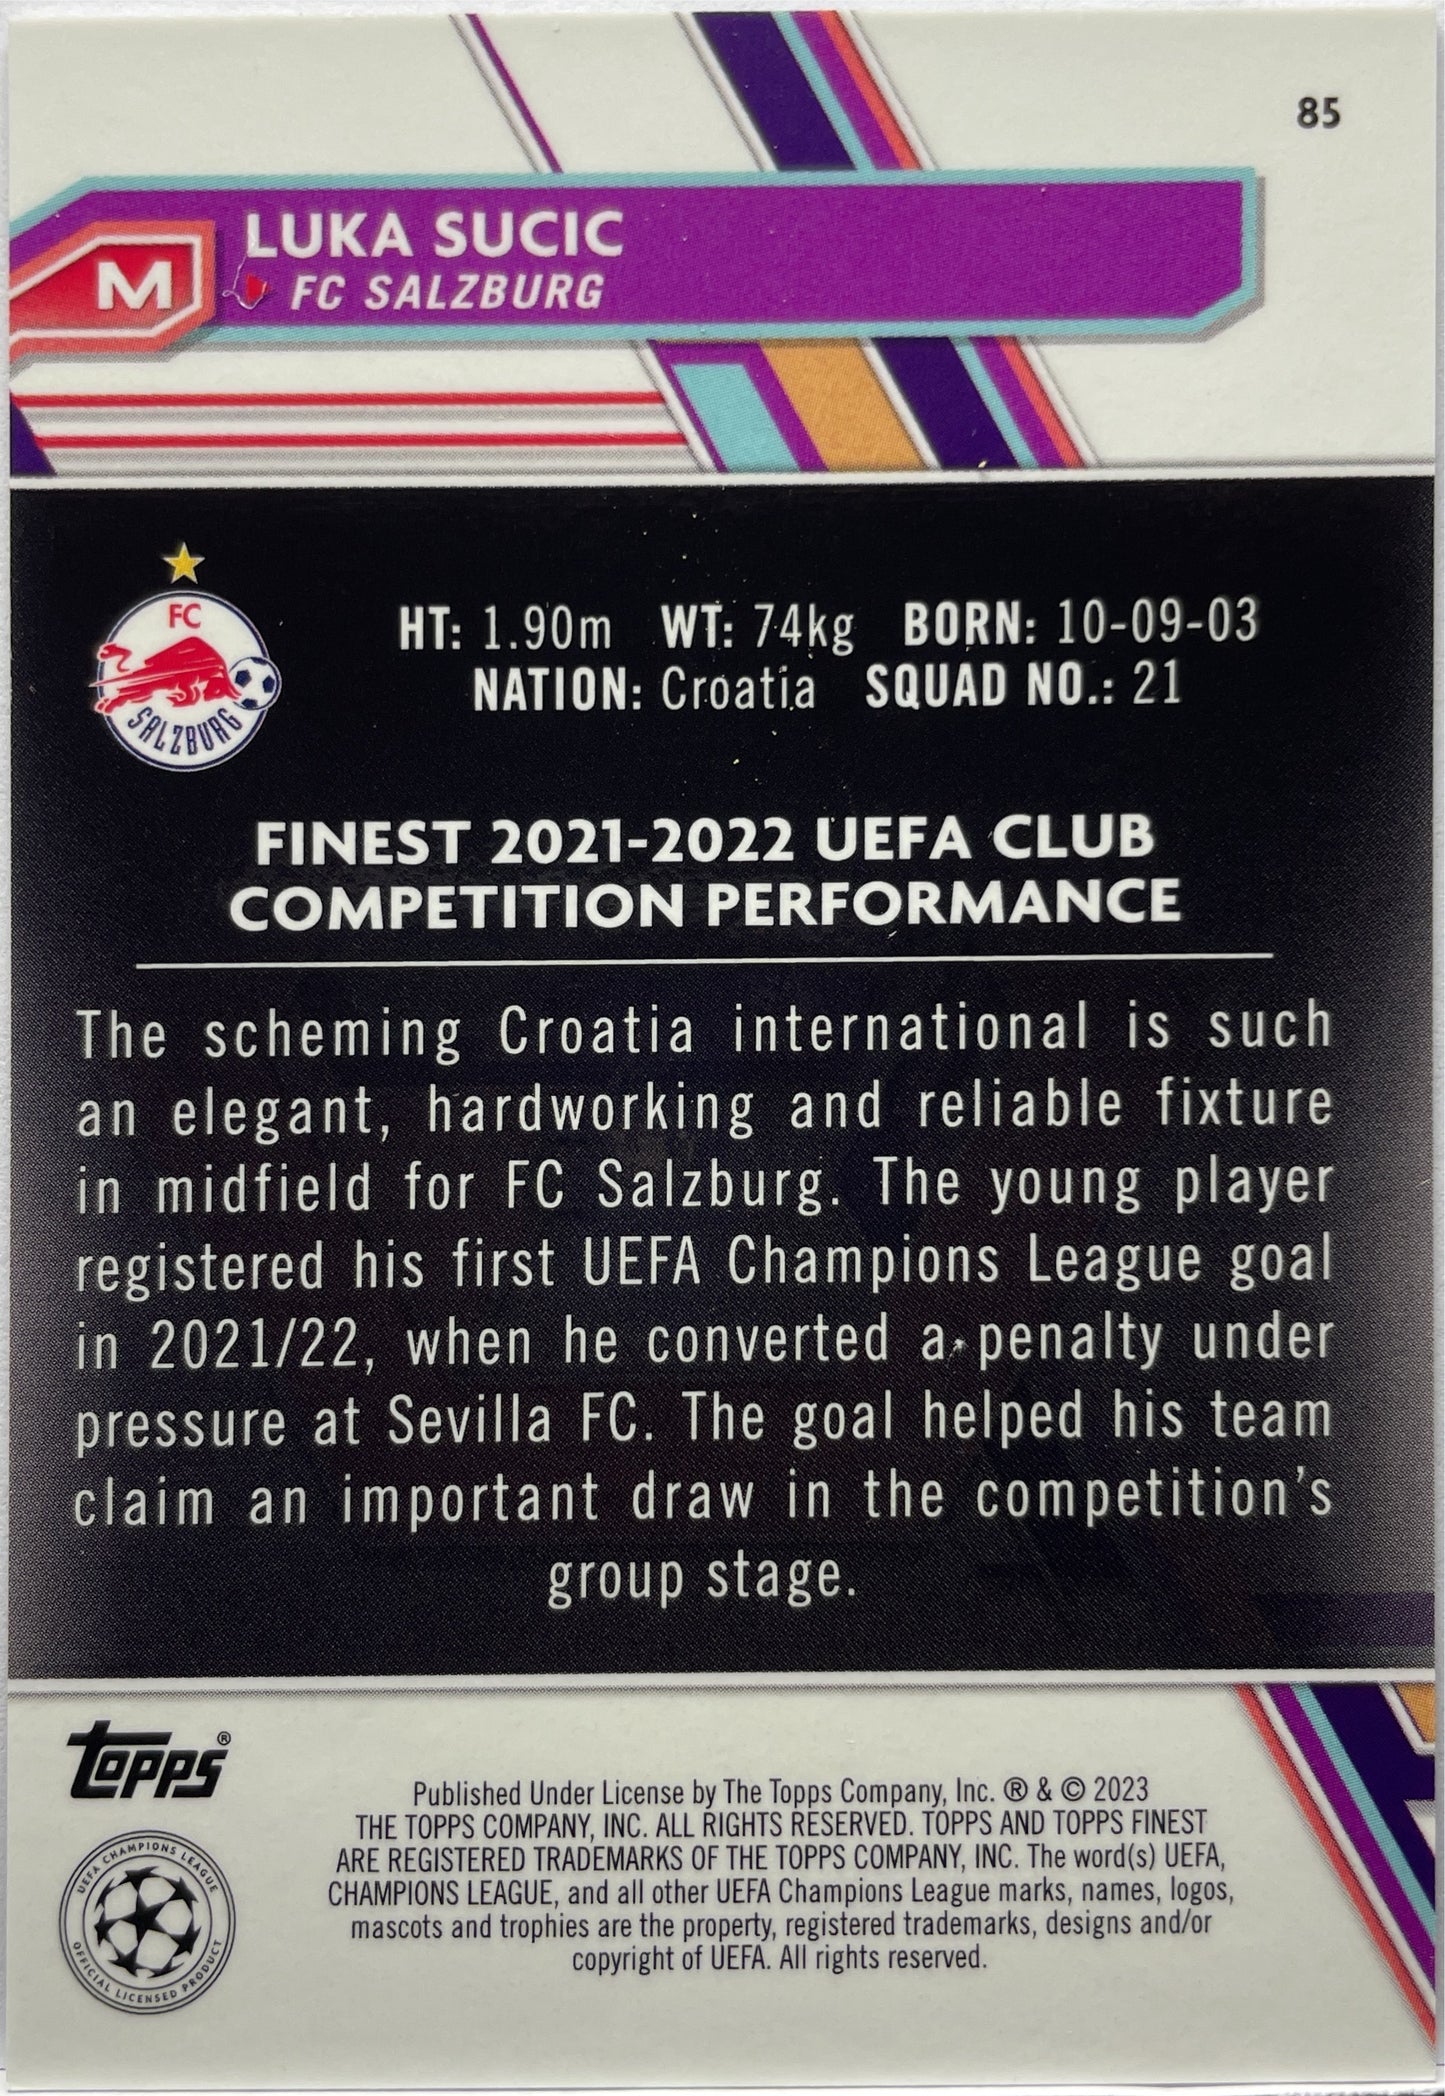 85
LUKA SUCIC
M
FC SALZBURG
FC
SALZBURG
HT: 1.90m WT: 74kg BORN: 10-09-03
NATION: Croatia SQUAD NO.: 21
FINEST 2021-2022 UEFA CLUB
COMPETITION PERFORMANCE
The scheming Croatia international is such
an elegant, hardworking and reliable fixture
in midfield for FC Salzburg. The young player
registered his first UEFA Champions League goal
in 2021/22, when he converted a penalty under
pressure at Sevilla FC. The goal helped his team
claim an important draw in the competition's
group stage.
topps®
Published Under License by The Topps Company, Inc. ® & © 2023
THE TOPPS COMPANY, INC. ALL RIGHTS RESERVED. TOPPS AND TOPPS FINEST
ARE REGISTERED TRADEMARKS OF THE TOPPS COMPANY, INC. The word(s) UEFA,
CHAMPIONS LEAGUE, and all other UEFA Champions League marks, names, logos,
mascots and trophies are the property, registered trademarks, designs and/or
copyright of UEFA. All rights reserved.
UEFA CHAMPIONS LEAGUE
OFFICIAL LICENSED PRODUCT